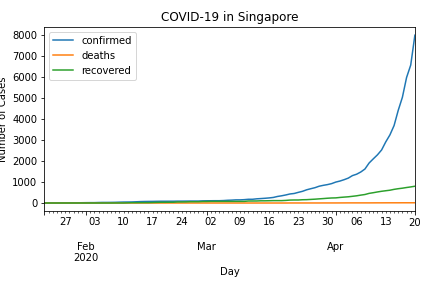 COVID-19 in Singapore
confirmed
deaths
recovered
8000
7000
6000
5000
4000
3000
2000
1000
0
Number of Cases
27 03 10 17 24 02 09 16 23 30 06 13 20
Feb Mar Apr
2020
Day